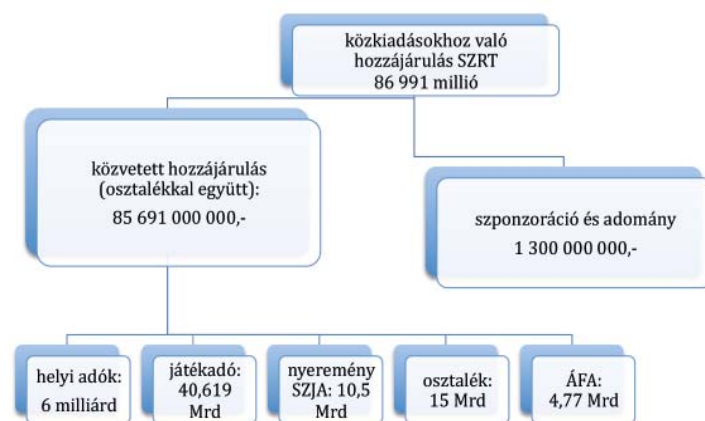 közkiadásokhoz való
hozzájárulás SZRT
86 991 millió
közvetett hozzájárulás
(osztalékkal együtt):
85 691 000 000,-
szponzoráció és adomány
1 300 000 000,-
helyi adók:
6 milliárd
játékadó:
40,619
Mrd
nyeremény
SZJA: 10,5
Mrd
osztalék:
15 Mrd
ÁFA:
4,77 Mrd